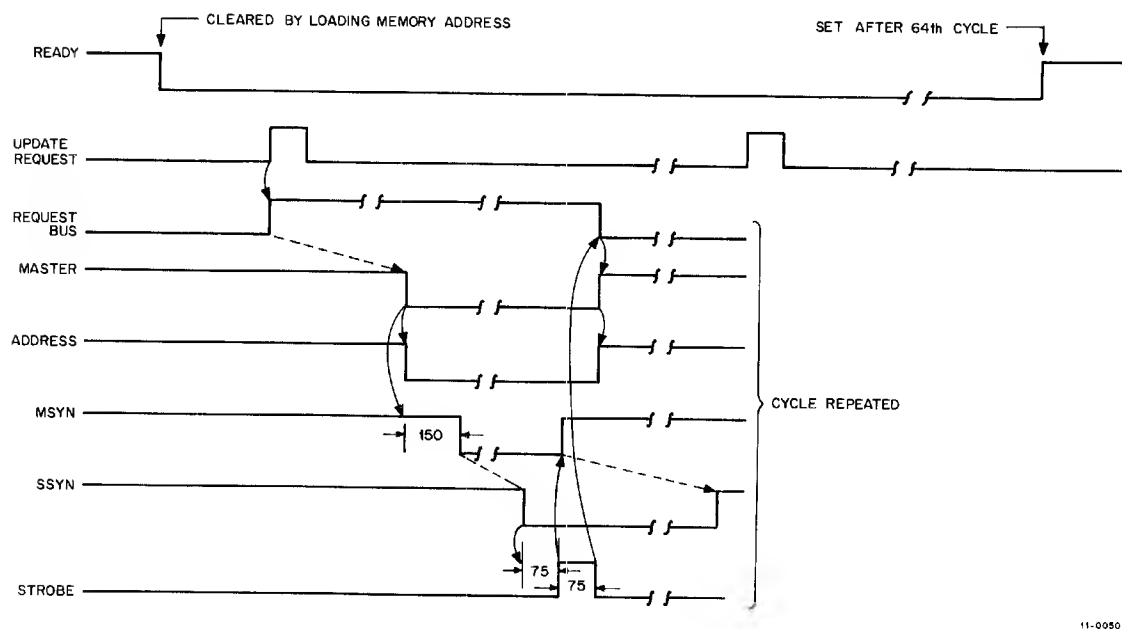 CLEARED BY LOADING MEMORY ADDRESS
SET AFTER 64th CYCLE
READY
UPDATE
REQUEST
REQUEST
BUS
MASTER
ADDRESS
MSYN
150
CYCLE REPEATED
SSYN
75
75
STROBE
11-0050